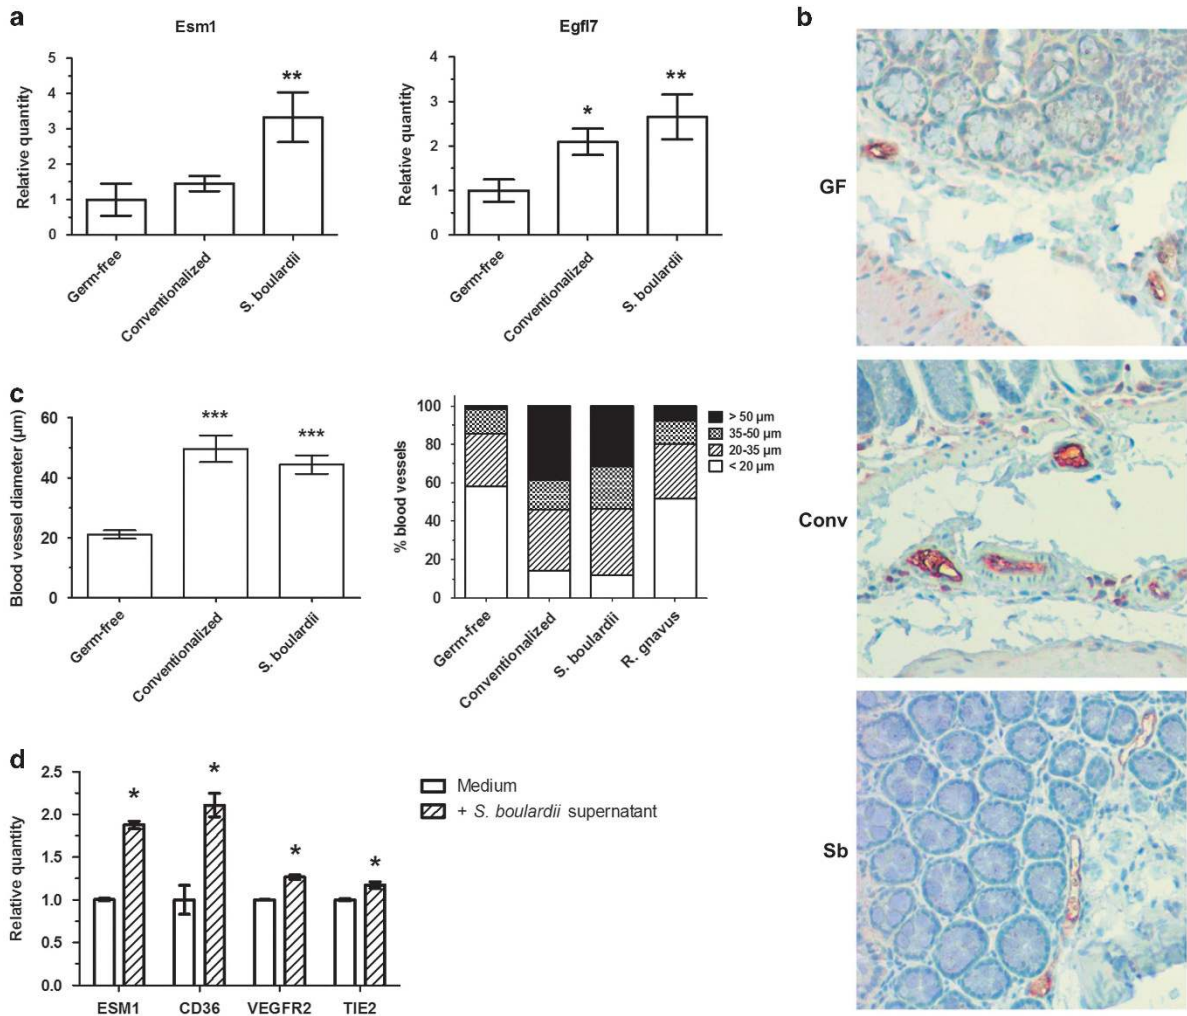 a
Esm1
Relative quantity
5
4
3
2
1
0
**
Germ-free
Conventionalized
S. boulardii
Egfl7
Relative quantity
4
3
2
1
0
*
**
Germ-free
Conventionalized
S. boulardii
b
GF
Conv
Sb
c
Blood vessel diameter (µm)
60
40
20
0
***
***
Germ-free
Conventionalized
S. boulardii
% blood vessels
100
80
60
40
20
0
> 50 µm
35-50 µm
20-35 µm
< 20 µm
Germ-free
Conventionalized
S. boulardii
R. gnavus
d
Relative quantity
2.5
2.0
1.5
1.0
0.5
0.0
*
*
*
*
ESM1
CD36
VEGFR2
TIE2
Medium
+ S. boulardii supernatant